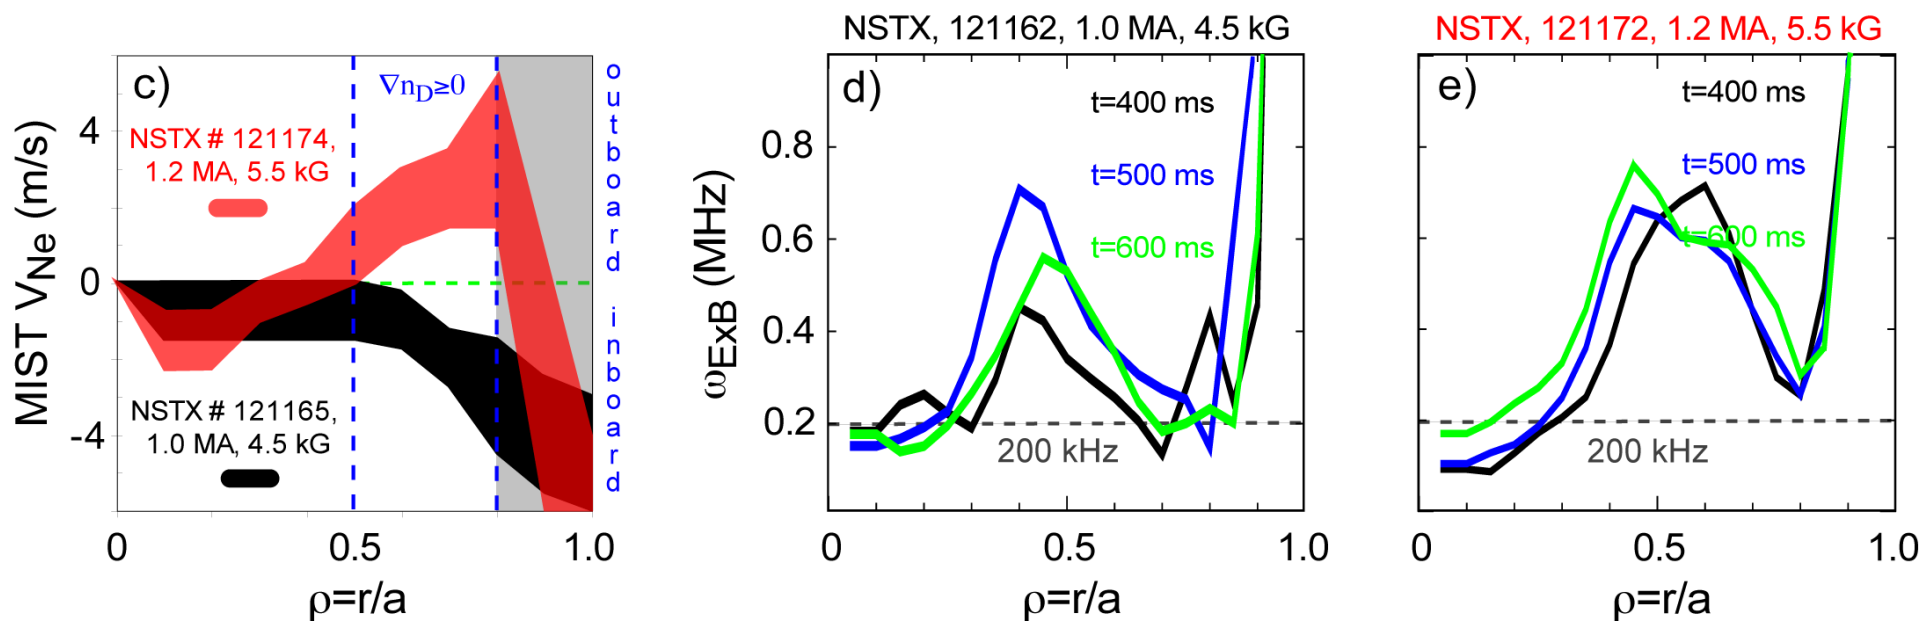 c)
∇n_D≥0
NSTX # 121174,
1.2 MA, 5.5 kG
NSTX # 121165,
1.0 MA, 4.5 kG
MIST V_Ne (m/s)
4
0
-4
0
0.5
1.0
ρ=r/a
outboard
inboard
NSTX, 121162, 1.0 MA, 4.5 kG
d)
t=400 ms
t=500 ms
t=600 ms
200 kHz
ω_ExB (MHz)
0.8
0.6
0.4
0.2
0
0.5
1.0
ρ=r/a
NSTX, 121172, 1.2 MA, 5.5 kG
e)
t=400 ms
t=500 ms
t=600 ms
200 kHz
0
0.5
1.0
ρ=r/a